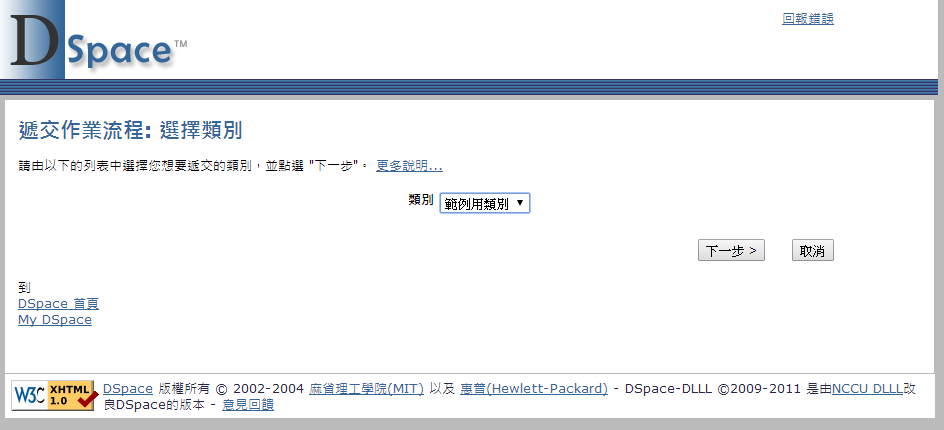 回報錯誤
DSpace™
遞交作業流程: 選擇類別
請由以下的列表中選擇您想要遞交的類別，並點選 "下一步"。 更多說明...
類別 範例用類別 ▼
下一步 > 取消
到
DSpace 首頁
My DSpace
W3C XHTML 1.0 DSpace 版權所有 © 2002-2004 麻省理工學院(MIT) 以及 惠普(Hewlett-Packard) - DSpace-DLLL ©2009-2011 是由NCCU DLLL改
良DSpace的版本 - 意見回饋